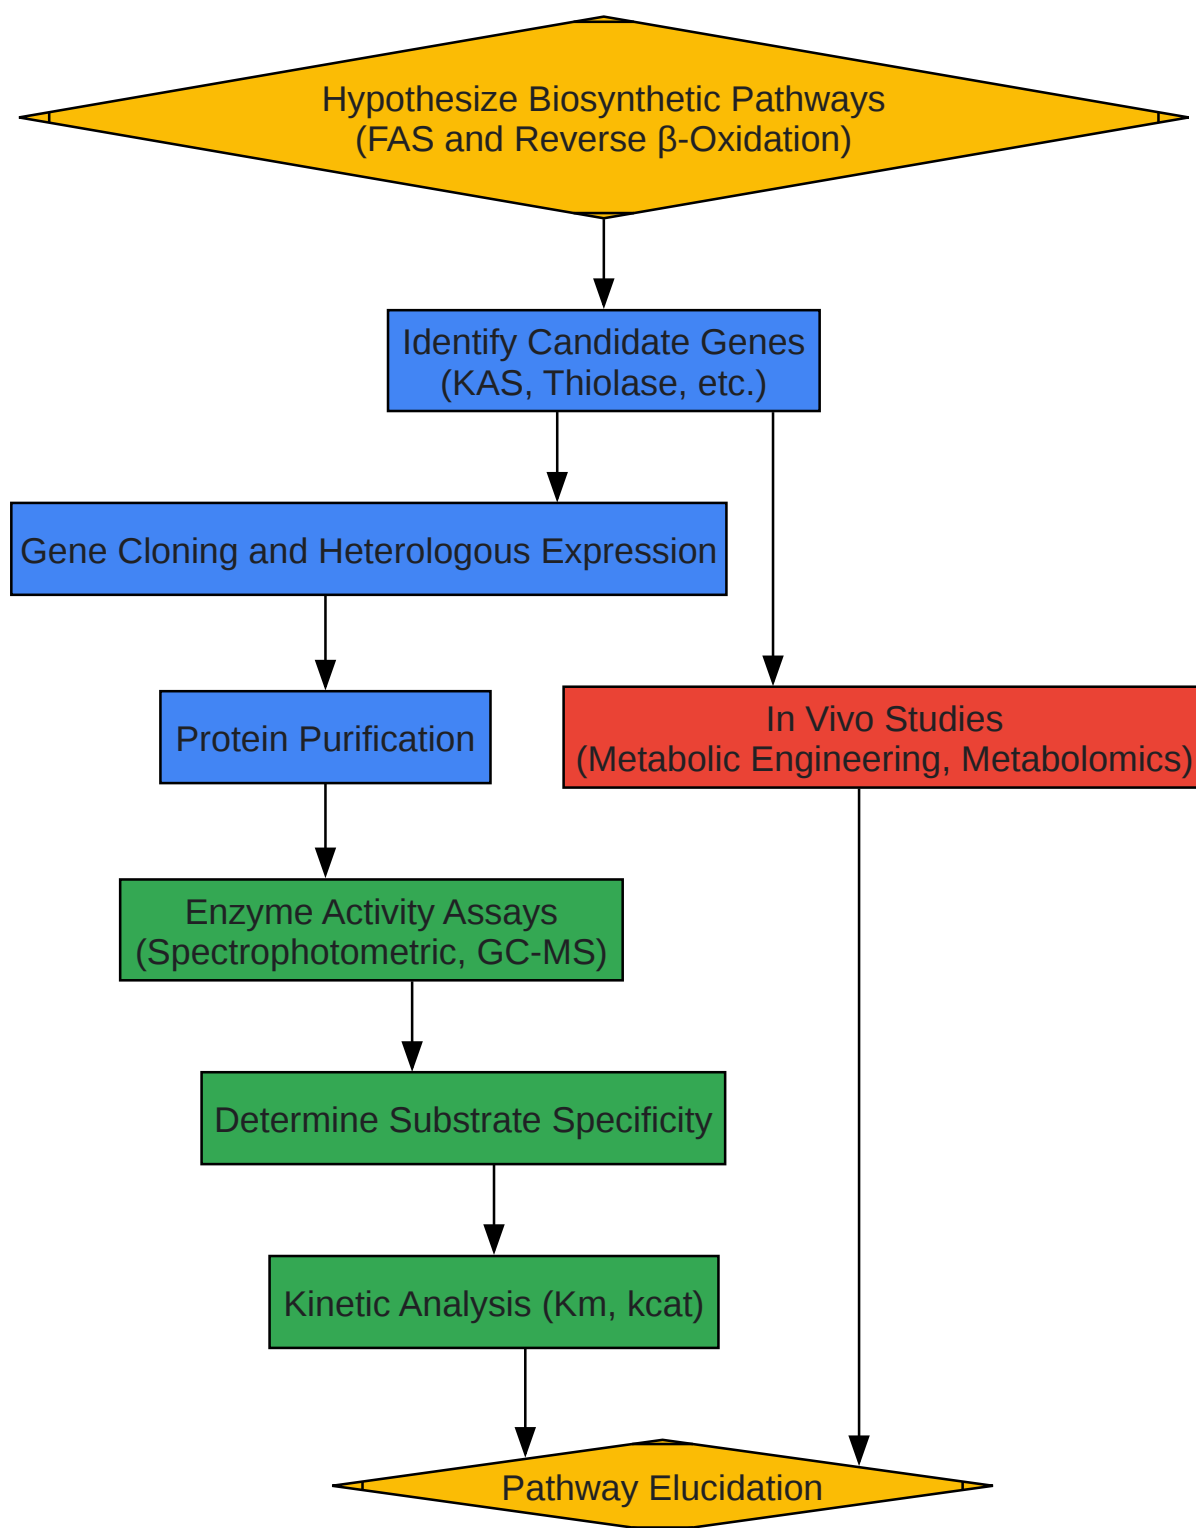 Hypothesize Biosynthetic Pathways
(FAS and Reverse β-Oxidation)
Identify Candidate Genes
(KAS, Thiolase, etc.)
Gene Cloning and Heterologous Expression
Protein Purification
In Vivo Studies
(Metabolic Engineering, Metabolomics)
Enzyme Activity Assays
(Spectrophotometric, GC-MS)
Determine Substrate Specificity
Kinetic Analysis (Km, kcat)
Pathway Elucidation